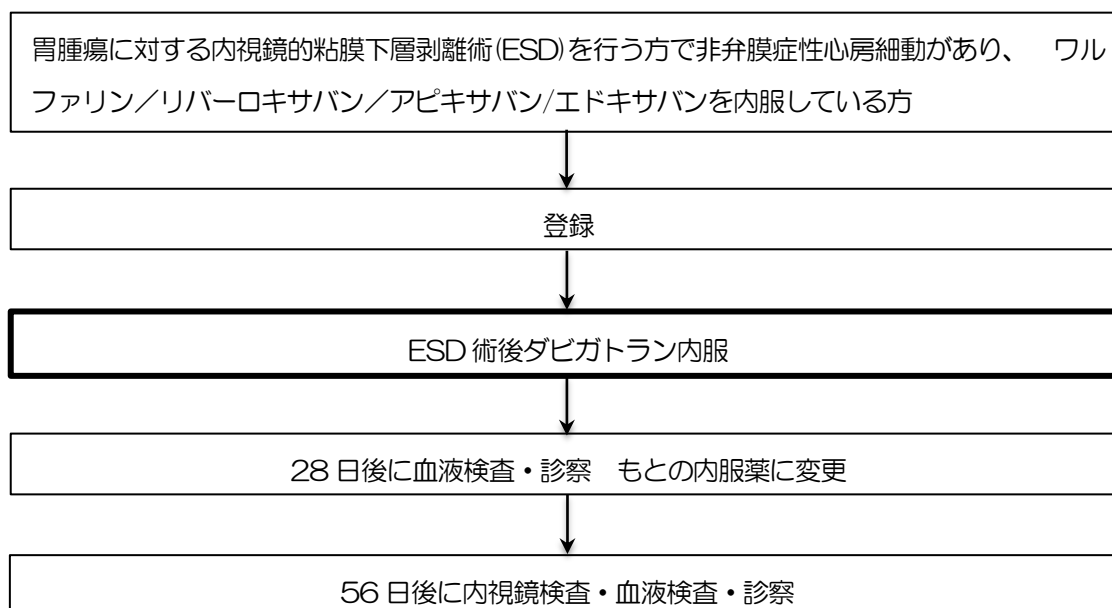 胃腫瘍に対する内視鏡的粘膜下層剥離術(ESD)を行う方で非弁膜症性心房細動があり、　ワル
ファリン／リバーロキサバン／アピキサバン/エドキサバンを内服している方
登録
ESD 術後ダビガトラン内服
28 日後に血液検査・診察　もとの内服薬に変更
56 日後に内視鏡検査・血液検査・診察